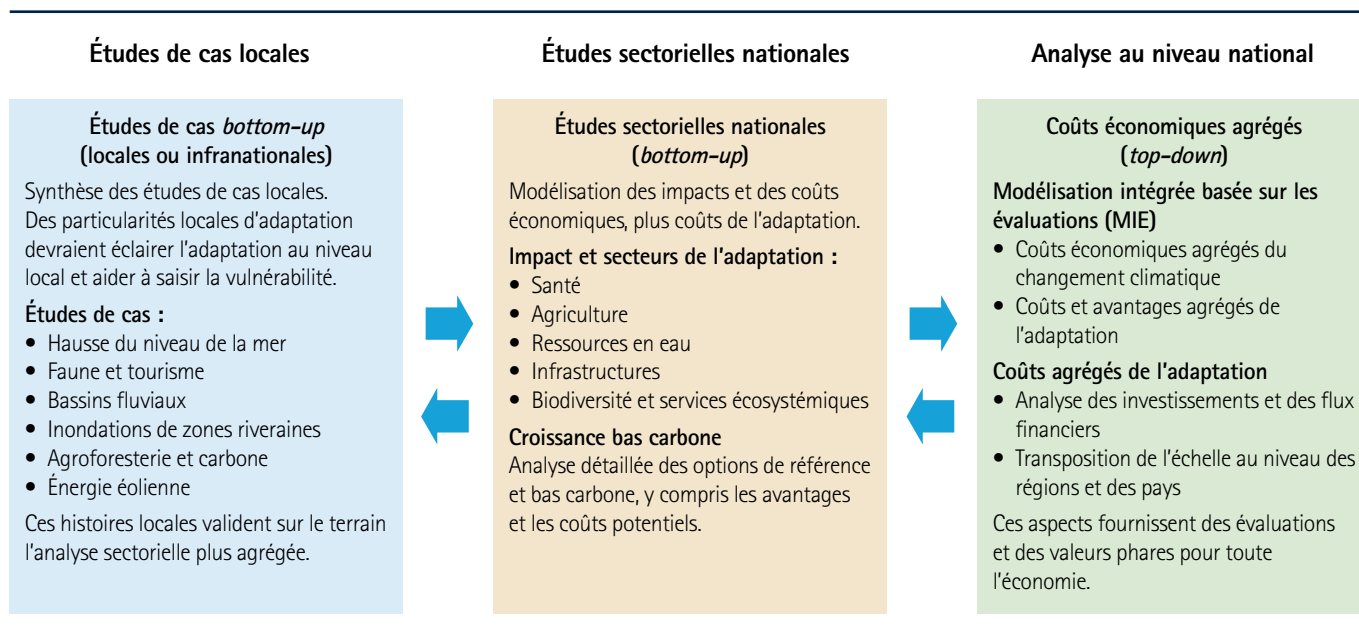 Études de cas locales
Études sectorielles nationales
Analyse au niveau national
Études de cas bottom-up
(locales ou infranationales)
Synthèse des études de cas locales.
Des particularités locales d'adaptation
devraient éclairer l'adaptation au niveau
local et aider à saisir la vulnérabilité.
Études de cas :
• Hausse du niveau de la mer
• Faune et tourisme
• Bassins fluviaux
• Inondations de zones riveraines
• Agroforesterie et carbone
• Énergie éolienne
Ces histoires locales valident sur le terrain
l'analyse sectorielle plus agrégée.
Études sectorielles nationales
(bottom-up)
Modélisation des impacts et des coûts
économiques, plus coûts de l'adaptation.
Impact et secteurs de l'adaptation :
• Santé
• Agriculture
• Ressources en eau
• Infrastructures
• Biodiversité et services écosystémiques
Croissance bas carbone
Analyse détaillée des options de référence
et bas carbone, y compris les avantages
et les coûts potentiels.
Coûts économiques agrégés
(top-down)
Modélisation intégrée basée sur les
évaluations (MIE)
• Coûts économiques agrégés du
changement climatique
• Coûts et avantages agrégés de
l'adaptation
Coûts agrégés de l'adaptation
• Analyse des investissements et des flux
financiers
• Transposition de l'échelle au niveau des
régions et des pays
Ces aspects fournissent des évaluations
et des valeurs phares pour toute
l'économie.